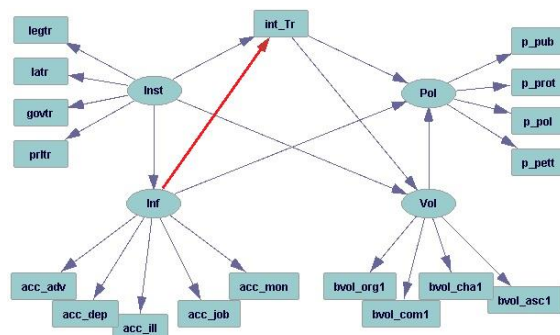 int_Tr
legtr
latr
govtr
prltr
Inst
Pol
p_pub
p_prot
p_pol
p_pett
Inf
Vol
acc_adv
acc_dep
acc_ill
acc_job
acc_mon
bvol_org1
bvol_com1
bvol_cha1
bvol_asc1